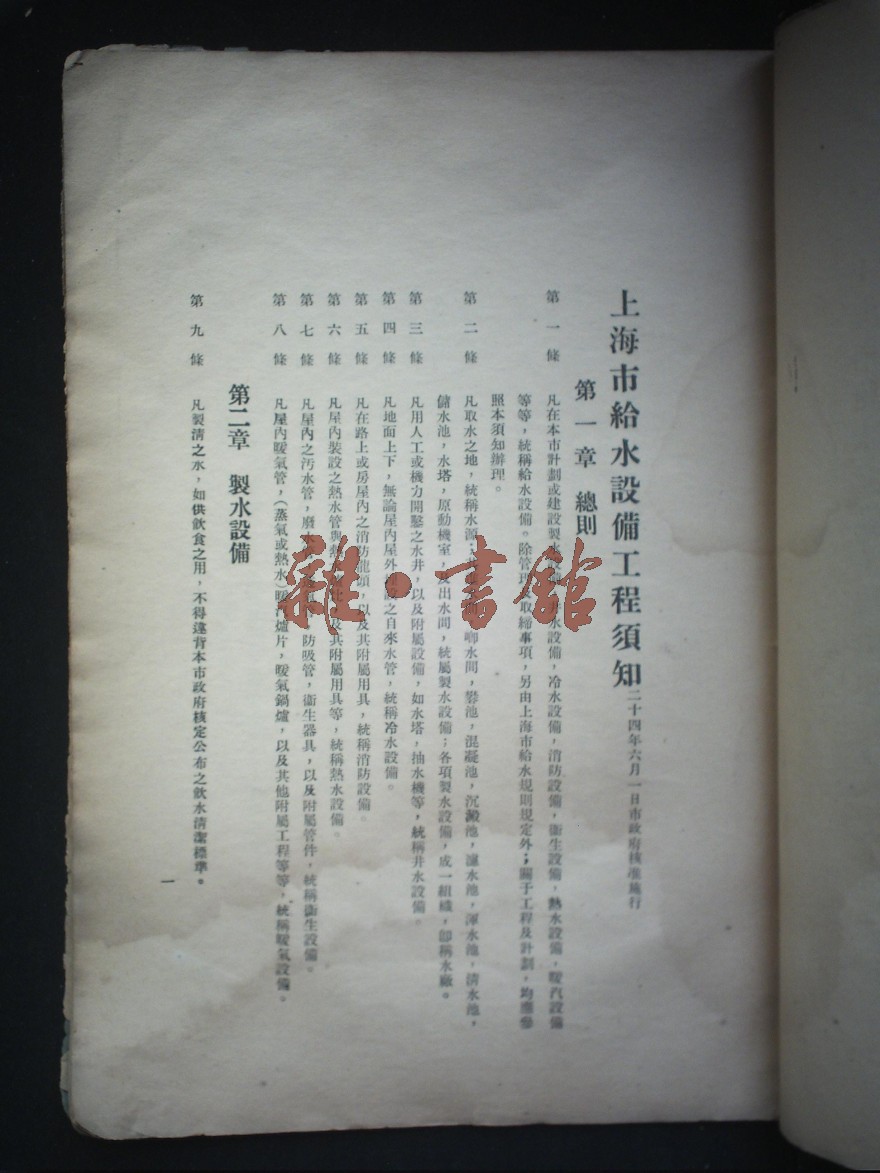 上海市給水設備工程須知二十四年六月一日市政府核准施行
第一章 總則
第一條 凡在本市計劃或建設製水設備,井水設備,冷水設備,消防設備,衞生設備,熱水設備,暖汽設備
等等,統稱給水設備。除管理取締事項,另由上海市給水規則規定外;關于工程及計劃,均應參
照本須知辦理。
第二條 凡取水之地,統稱水源;唧水間,礬池,混凝池,沉澱池,濾水池,渾水池,清水池,
儲水池,水塔,原動機室,及出水間,統屬製水設備;各項製水設備,成一組織,卽稱水廠。
第三條 凡用人工或機力開鑿之水井,以及附屬設備,如水塔,抽水機等,統稱井水設備。
第四條 凡地面上下,無論屋內屋外之自來水管,統稱冷水設備。
第五條 凡在路上或房屋內之消防龍頭,以及其附屬用具,統稱消防設備。
第六條 凡屋內裝設之熱水管與熱及其附屬用具等,統稱熱水設備。
第七條 凡屋內之汚水管,廢水防吸管,衞生器具,以及附屬管件,統稱衞生設備。
第八條 凡屋內暖氣管,(蒸氣或熱水)暖汽爐片,暖氣鍋爐,以及其他附屬工程等等,統稱暖氣設備。
第二章 製水設備
第九條 凡製清之水,如供飲食之用,不得違背本市政府核定公布之飲水清潔標準。
一
雜·書館